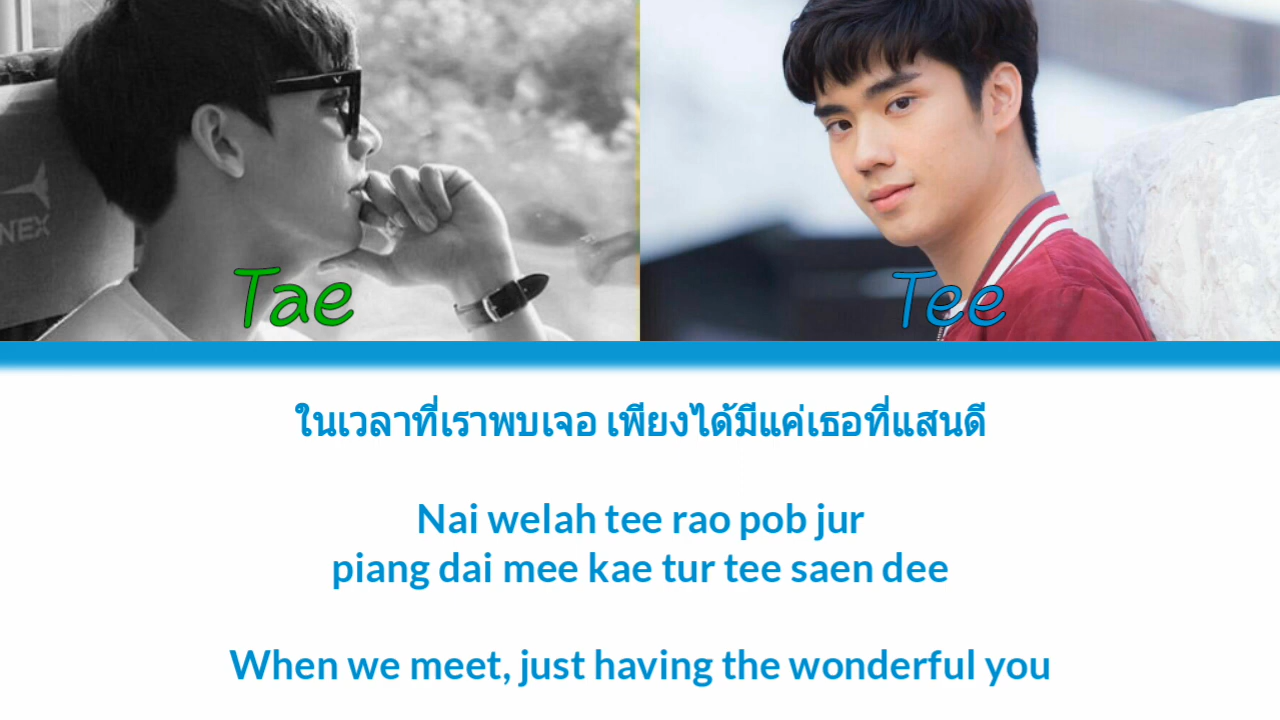 NEX
Tae
Tee
ในเวลาที่เราพบเจอ เพียงได้มีแค่เธอที่แสนดี
Nai welah tee rao pob jur
piang dai mee kae tur tee saen dee
When we meet, just having the wonderful you